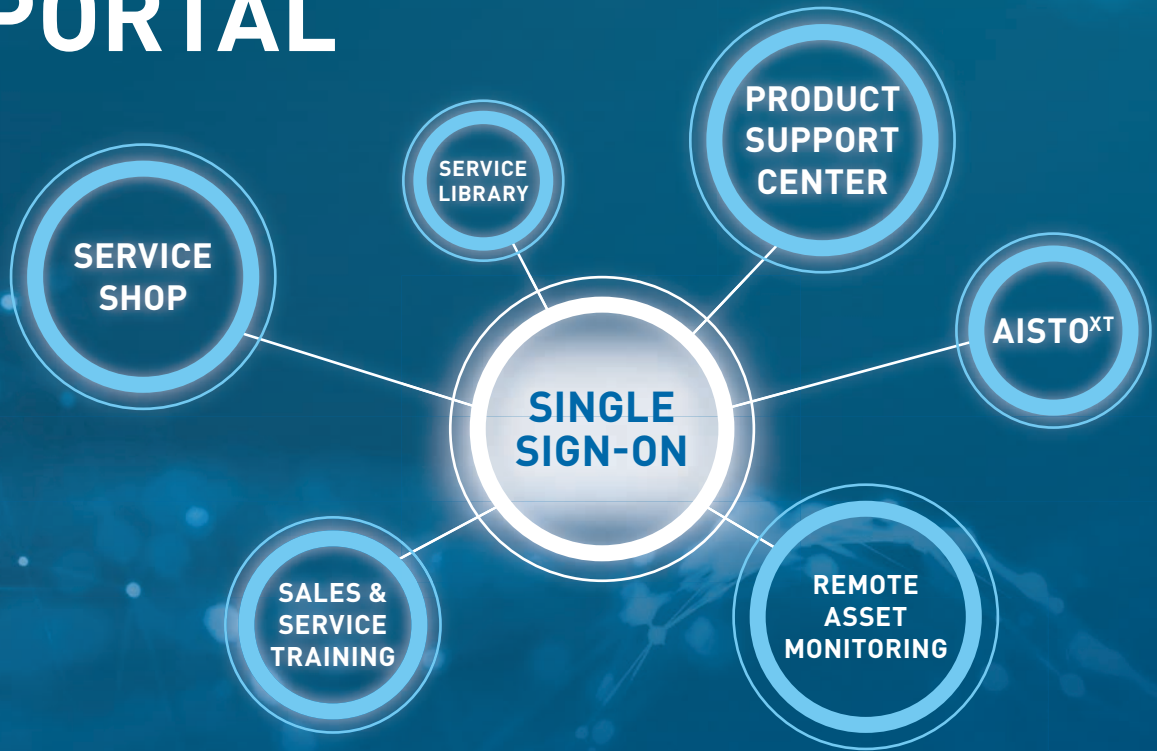 PORTAL
PRODUCT
SUPPORT
CENTER
SERVICE
LIBRARY
SERVICE
SHOP
AISTOXT
SINGLE
SIGN-ON
SALES &
SERVICE
TRAINING
REMOTE
ASSET
MONITORING